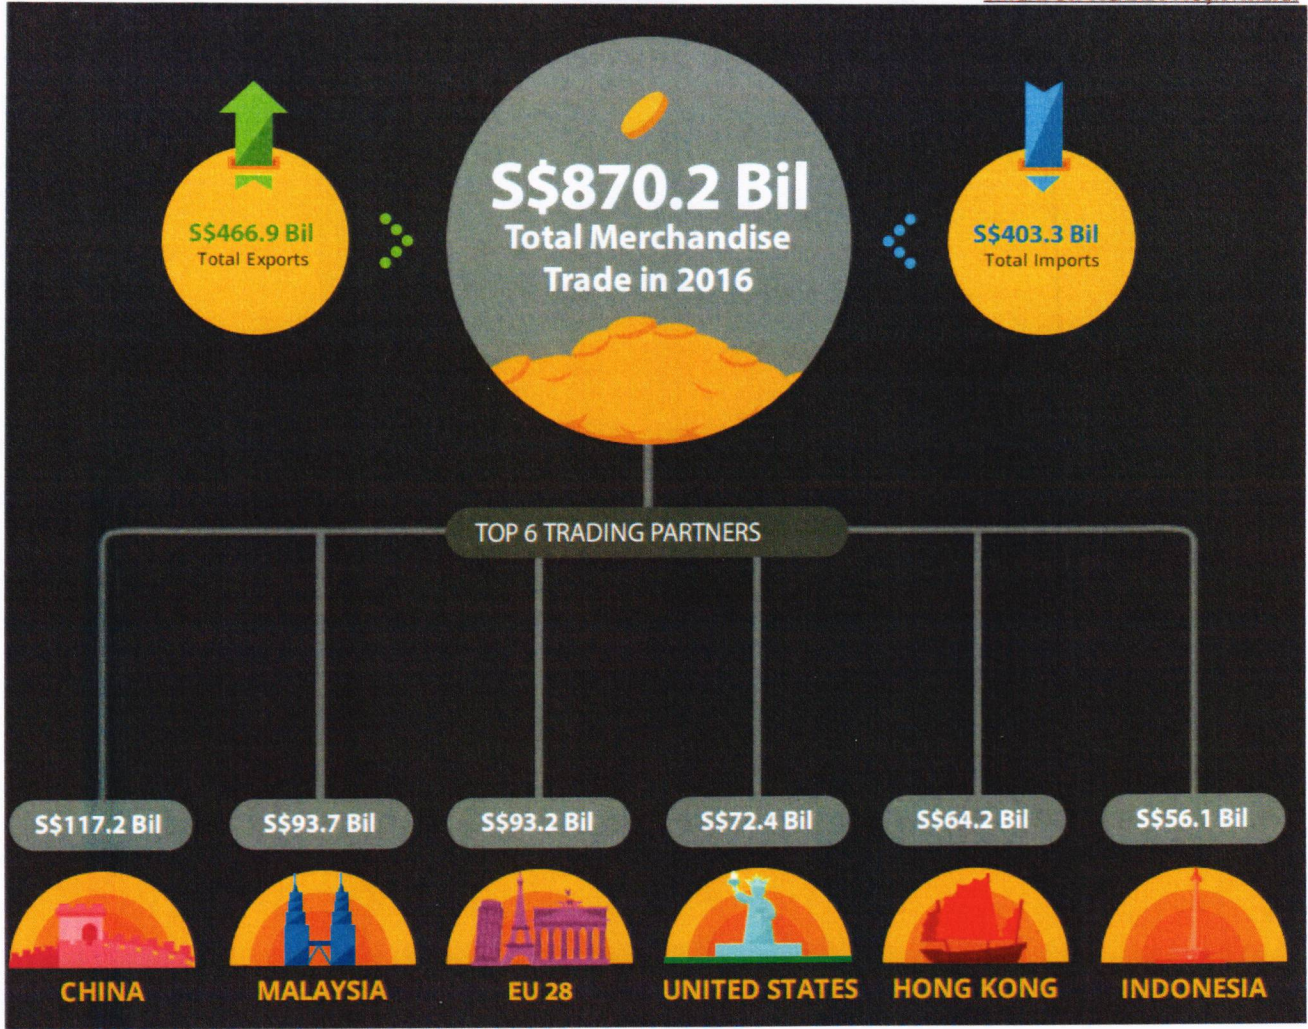 S$870.2 Bil
Total Merchandise
Trade in 2016
S$466.9 Bil
Total Exports
S$403.3 Bil
Total Imports
TOP 6 TRADING PARTNERS
S$117.2 Bil
S$93.7 Bil
S$93.2 Bil
S$72.4 Bil
S$64.2 Bil
S$56.1 Bil
CHINA
MALAYSIA
EU 28
UNITED STATES
HONG KONG
INDONESIA